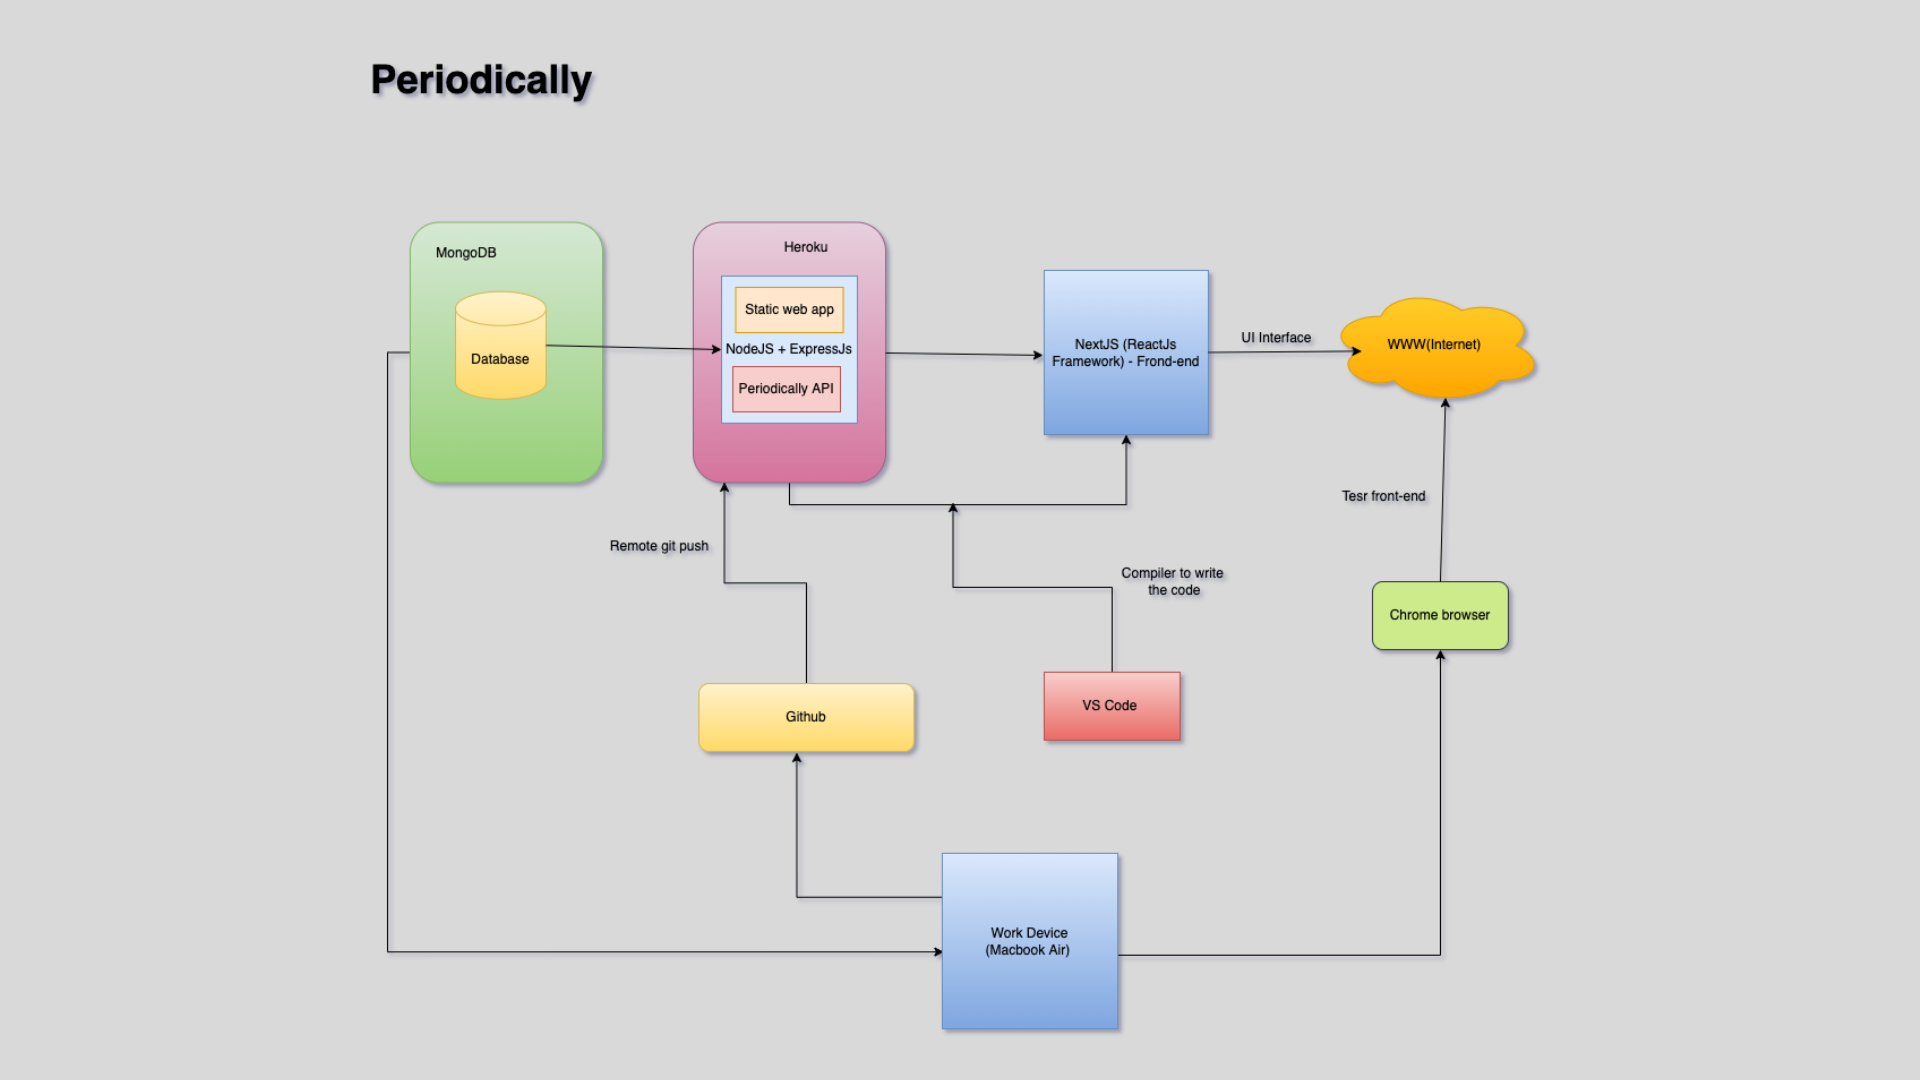 Periodically
MongoDB
Database
Heroku
Static web app
NodeJS + ExpressJs
Periodically API
NextJS (ReactJs
Framework) - Frond-end
UI Interface
WWW(Internet)
Tesr front-end
Remote git push
Compiler to write
the code
Chrome browser
Github
VS Code
Work Device
(Macbook Air)